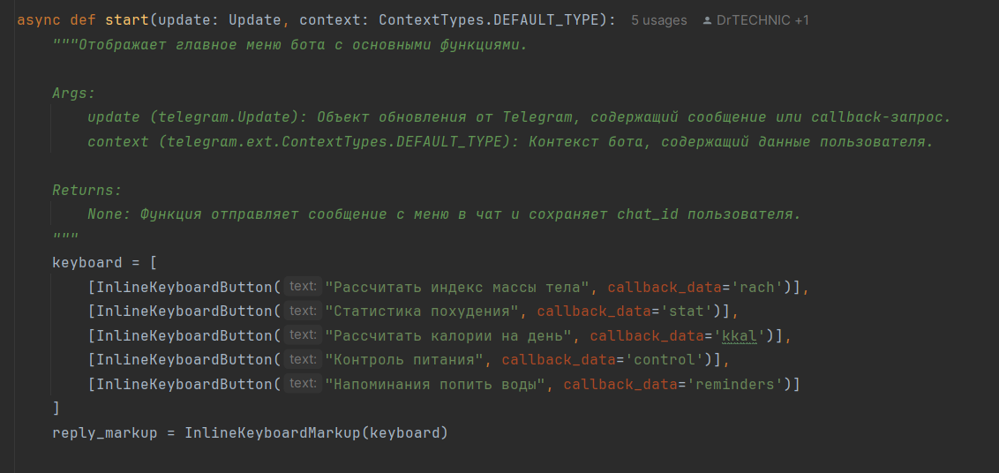 async def start(update: Update, context: ContextTypes.DEFAULT_TYPE): 5 usages DrTECHNIC +1
"""Отображает главное меню бота с основными функциями.
Args:
update (telegram.Update): Объект обновления от Telegram, содержащий сообщение или callback-запрос.
context (telegram.ext.ContextTypes.DEFAULT_TYPE): Контекст бота, содержащий данные пользователя.
Returns:
None: Функция отправляет сообщение с меню в чат и сохраняет chat_id пользователя.
"""
keyboard = [
[InlineKeyboardButton( text: "Рассчитать индекс массы тела", callback_data='rach')],
[InlineKeyboardButton( text: "Статистика похудения", callback_data='stat')],
[InlineKeyboardButton( text: "Рассчитать калории на день", callback_data='kkal')],
[InlineKeyboardButton( text: "Контроль питания", callback_data='control')],
[InlineKeyboardButton( text: "Напоминания попить воды", callback_data='reminders')]
]
reply_markup = InlineKeyboardMarkup(keyboard)